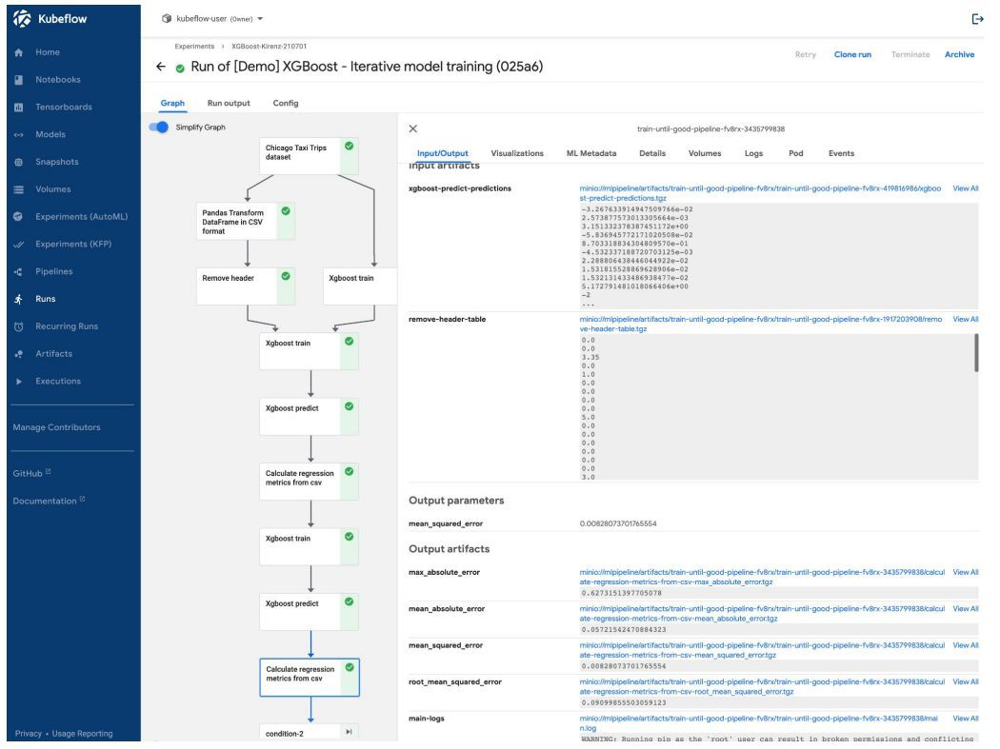 Kubeflow
kubeflow-user (Owner)
Home
Notebooks
Tensorboards
Models
Snapshots
Volumes
Experiments (AutoML)
Experiments (KFP)
Pipelines
Runs
Recurring Runs
Artifacts
Executions
Manage Contributors
GitHub
Documentation
Privacy • Usage Reporting
Experiments › XGBoost-Kirenz-210701
Run of [Demo] XGBoost - Iterative model training (025a6)
Retry Clone run Terminate Archive
Graph Run output Config
Simplify Graph
Chicago Taxi Trips
dataset
Pandas Transform
DataFrame in CSV
format
Remove header
Xgboost train
Xgboost train
Xgboost predict
Calculate regression
metrics from csv
Xgboost train
Xgboost predict
Calculate regression
metrics from csv
condition-2
train-until-good-pipeline-fv8rx-3435799838
Input/Output Visualizations ML Metadata Details Volumes Logs Pod Events
Input artifacts
xgboost-predict-predictions
minio://mlpipeline/artifacts/train-until-good-pipeline-fv8rx/train-until-good-pipeline-fv8rx-419816986/xgboo View All
st-predict-predictions.tgz
-3.267633914947509766e-02
2.573877573013305664e-03
3.151332378387451172e+00
-5.836945772171020508e-02
8.703318834304809570e-01
-4.532337188720703125e-03
2.288806438446044922e-02
1.531815528869628906e-02
1.532131433486938477e-02
5.172791481018066406e+00
-2
...
remove-header-table
minio://mlpipeline/artifacts/train-until-good-pipeline-fv8rx/train-until-good-pipeline-fv8rx-1917203908/remo View All
ve-header-table.tgz
0.0
0.0
3.35
0.0
1.0
0.0
0.0
0.0
0.0
5.0
0.0
0.0
0.0
0.0
0.0
0.0
3.0
Output parameters
mean_squared_error 0.00828073701765554
Output artifacts
max_absolute_error
minio://mlpipeline/artifacts/train-until-good-pipeline-fv8rx/train-until-good-pipeline-fv8rx-3435799838/calcul View All
ate-regression-metrics-from-csv-max_absolute_error.tgz
0.6273151397705078
mean_absolute_error
minio://mlpipeline/artifacts/train-until-good-pipeline-fv8rx/train-until-good-pipeline-fv8rx-3435799838/calcul View All
ate-regression-metrics-from-csv-mean_absolute_error.tgz
0.05721542470884323
mean_squared_error
minio://mlpipeline/artifacts/train-until-good-pipeline-fv8rx/train-until-good-pipeline-fv8rx-3435799838/calcul View All
ate-regression-metrics-from-csv-mean_squared_error.tgz
0.00828073701765554
root_mean_squared_error
minio://mlpipeline/artifacts/train-until-good-pipeline-fv8rx/train-until-good-pipeline-fv8rx-3435799838/calcul View All
ate-regression-metrics-from-csv-root_mean_squared_error.tgz
0.09099855503059123
main-logs
minio://mlpipeline/artifacts/train-until-good-pipeline-fv8rx/train-until-good-pipeline-fv8rx-3435799838/mai View All
n.log
WARNING: Running pip as the 'root' user can result in broken permissions and conflicting